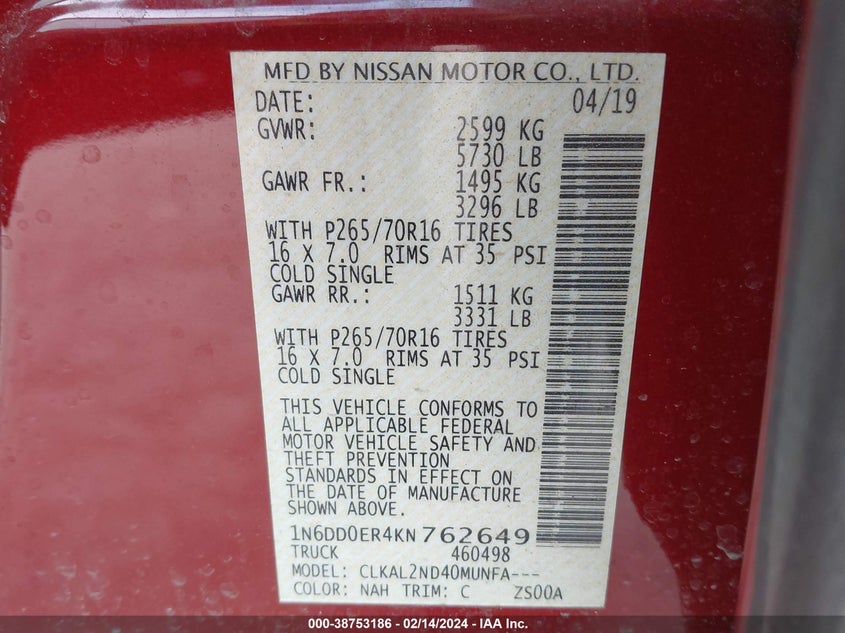 MFD BY NISSAN MOTOR CO., LTD.
DATE: 04/19
GVWR: 2599 KG
5730 LB
GAWR FR.: 1495 KG
3296 LB
WITH P265/70R16 TIRES
16 X 7.0 RIMS AT 35 PSI
COLD SINGLE
GAWR RR.: 1511 KG
3331 LB
WITH P265/70R16 TIRES
16 X 7.0 RIMS AT 35 PSI
COLD SINGLE
THIS VEHICLE CONFORMS TO
ALL APPLICABLE FEDERAL
MOTOR VEHICLE SAFETY AND
THEFT PREVENTION
STANDARDS IN EFFECT ON
THE DATE OF MANUFACTURE
SHOWN ABOVE.
1N6DD0ER4KN762649
TRUCK 460498
MODEL: CLKAL2ND40MUNFA---
COLOR: NAH TRIM: C ZS00A
000-38753186 - 02/14/2024 - IAA Inc.